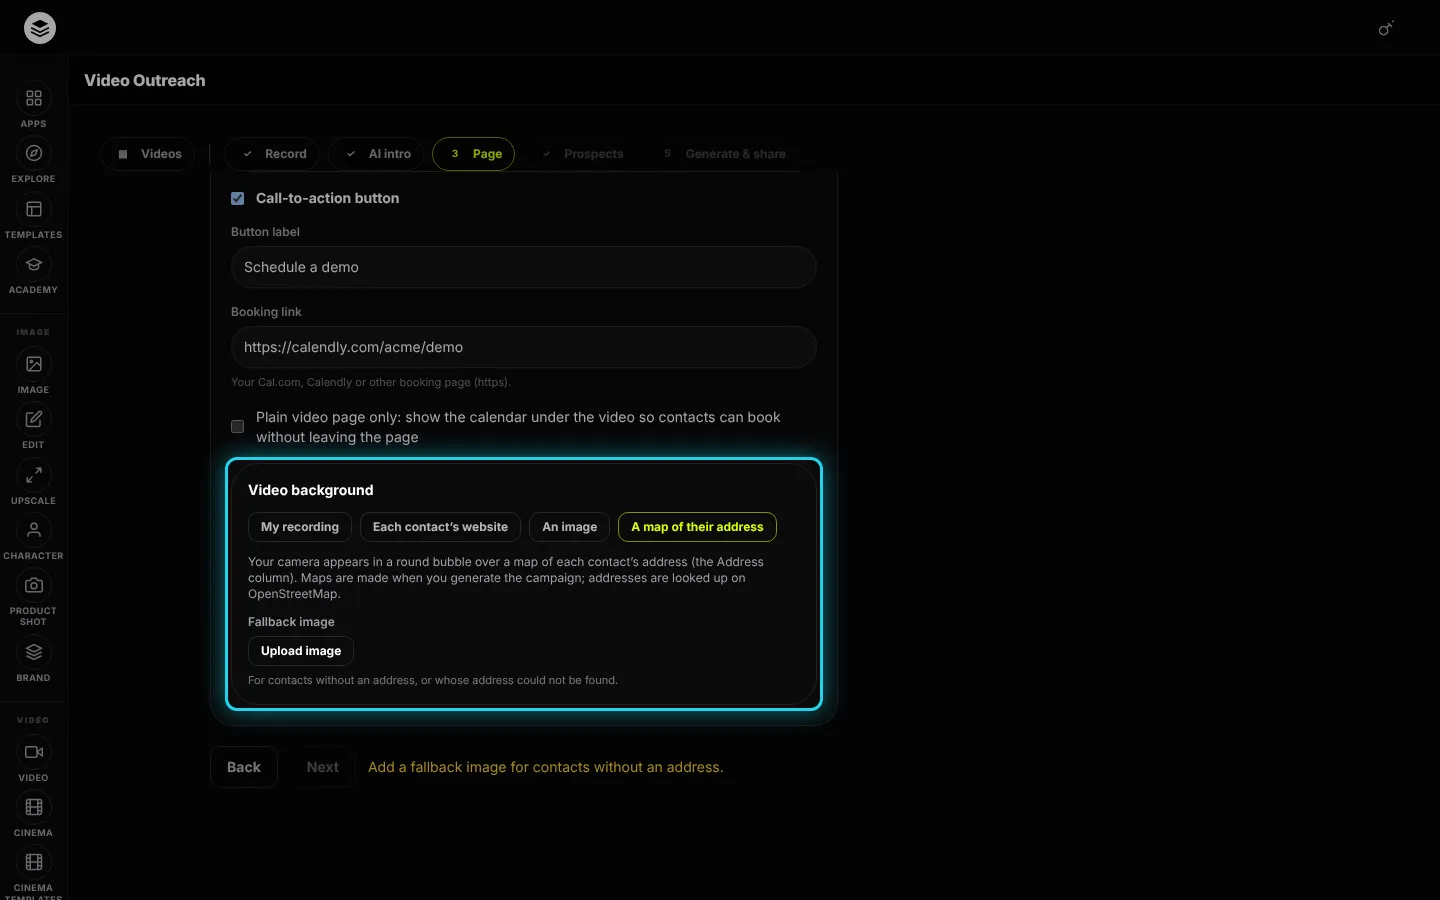 Video Outreach
APPS
EXPLORE
TEMPLATES
ACADEMY
IMAGE
IMAGE
EDIT
UPSCALE
CHARACTER
PRODUCT
SHOT
BRAND
VIDEO
VIDEO
CINEMA
CINEMA
TEMPLATES
Videos
Record
AI intro
3 Page
Prospects
5 Generate & share
Call-to-action button
Button label
Schedule a demo
Booking link
https://calendly.com/acme/demo
Your Cal.com, Calendly or other booking page (https).
Plain video page only: show the calendar under the video so contacts can book
without leaving the page
Video background
My recording
Each contact’s website
An image
A map of their address
Your camera appears in a round bubble over a map of each contact’s address (the Address
column). Maps are made when you generate the campaign; addresses are looked up on
OpenStreetMap.
Fallback image
Upload image
For contacts without an address, or whose address could not be found.
Back
Next
Add a fallback image for contacts without an address.